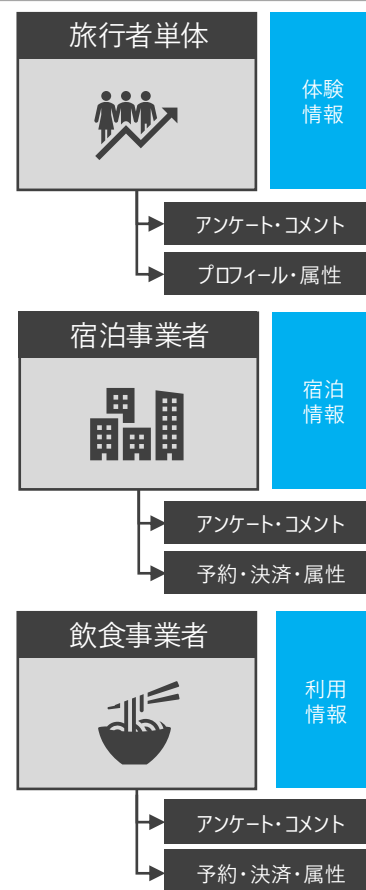 旅行者単体
体験
情報
アンケート・コメント
プロフィール・属性
宿泊事業者
宿泊
情報
アンケート・コメント
予約・決済・属性
飲食事業者
利用
情報
アンケート・コメント
予約・決済・属性